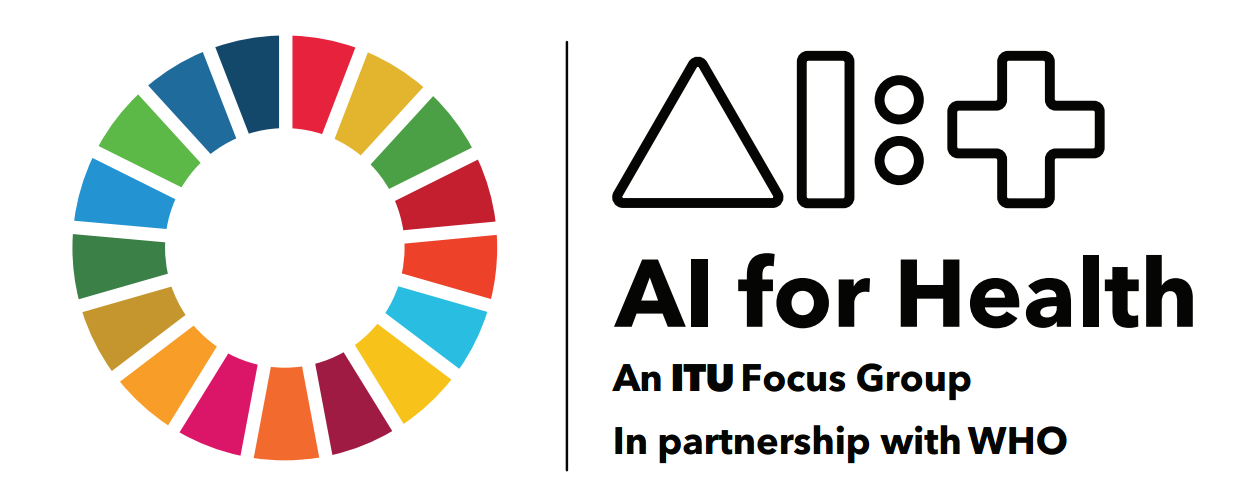 AI for Health
An ITU Focus Group
In partnership with WHO